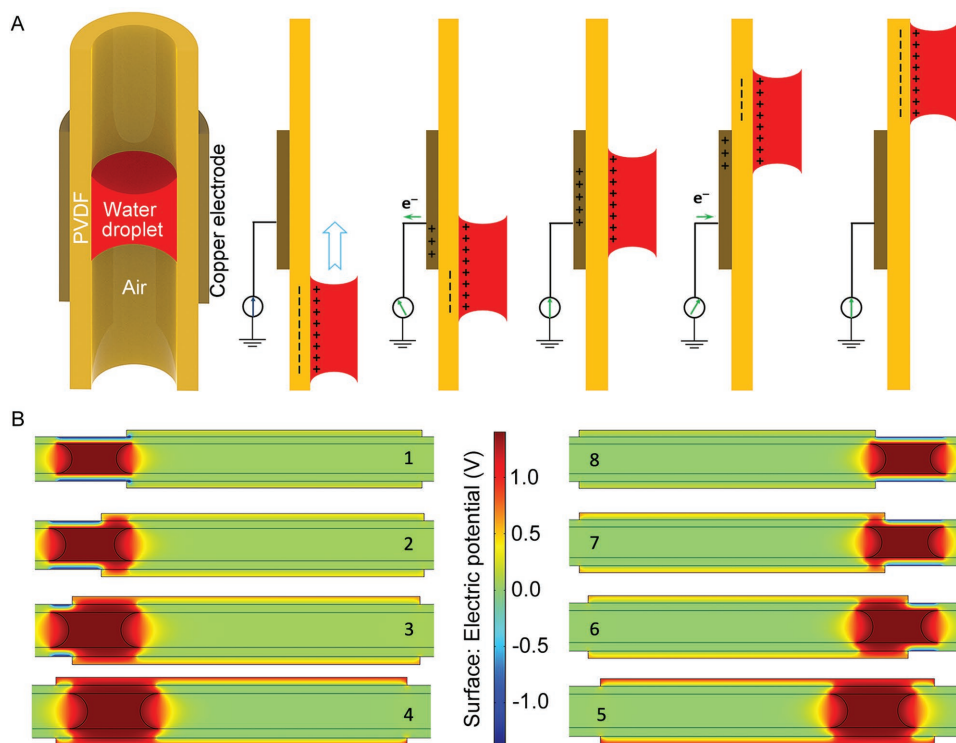 A
PVDF
Water
droplet
Air
Copper electrode
e⁻
e⁻
B
1
2
3
4
1.0
0.5
0.0
-0.5
-1.0
Surface: Electric potential (V)
8
7
6
5